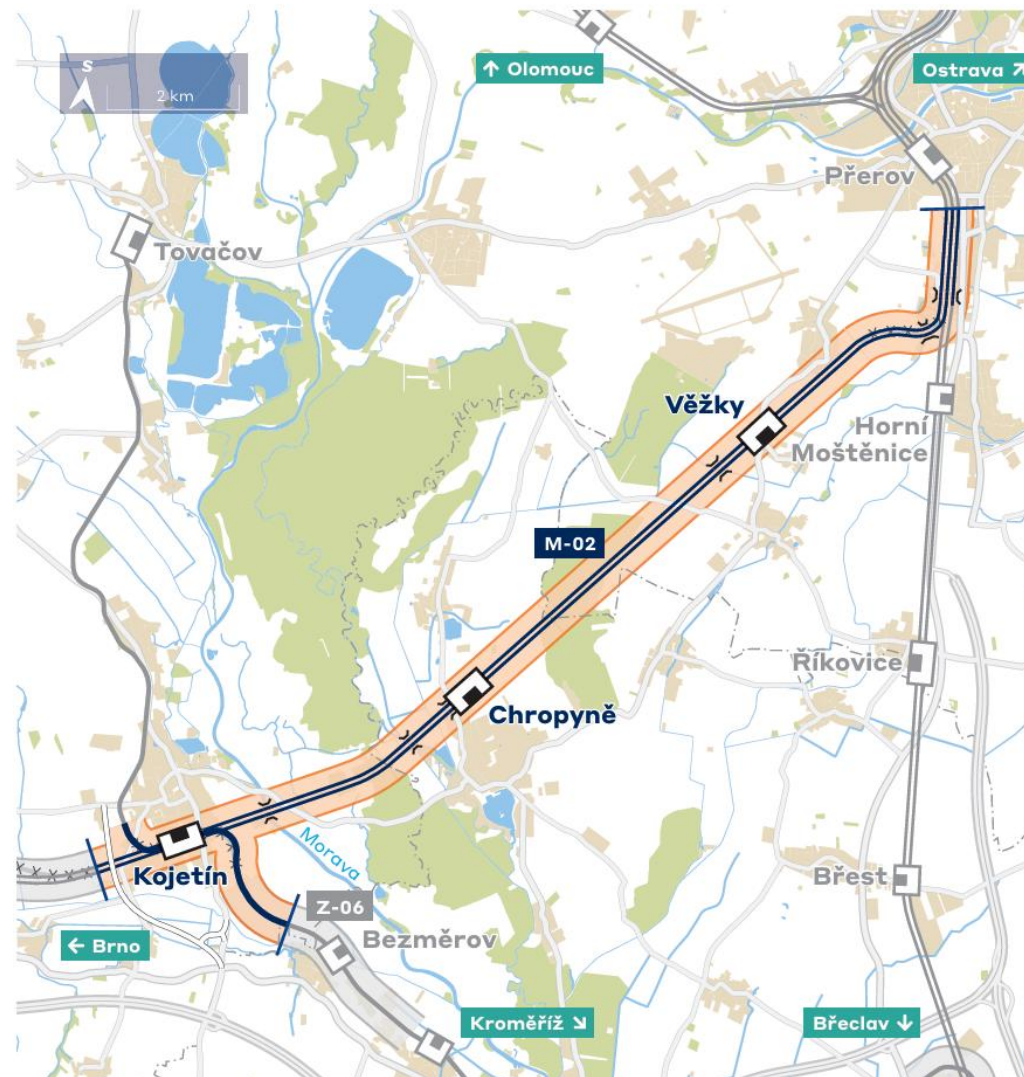 S
2 km
↑ Olomouc
Ostrava ↗
Přerov
Tovačov
Věžky
Horní
Moštěnice
M-02
Říkovice
Chropyně
Morava
Kojetín
Břest
Z-06
Bezměrov
← Brno
Kroměříž ↘
Břeclav ↓